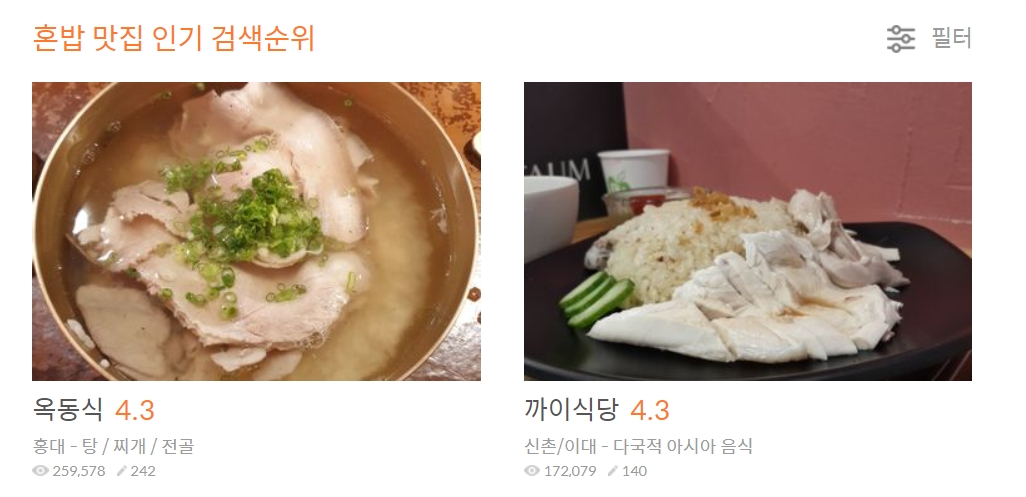 혼밥 맛집 인기 검색순위
필터
TAUM
옥동식 4.3
까이식당 4.3
홍대 - 탕 / 찌개 / 전골
신촌/이대 - 다국적 아시아 음식
259,578 242
172,079 140